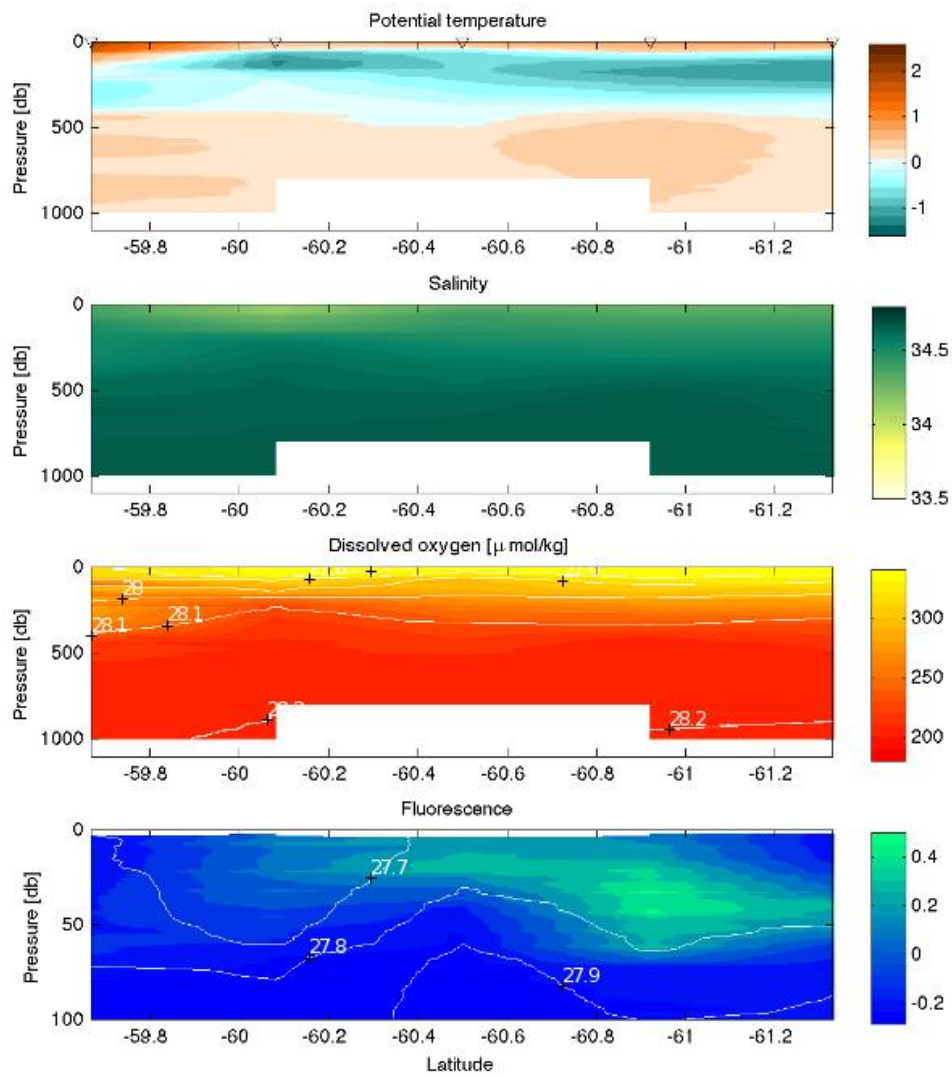 Potential temperature
0
500
1000
Pressure [db]
-59.8 -60 -60.2 -60.4 -60.6 -60.8 -61 -61.2
2
1
0
-1
Salinity
0
500
1000
Pressure [db]
-59.8 -60 -60.2 -60.4 -60.6 -60.8 -61 -61.2
34.5
34
33.5
Dissolved oxygen [μ mol/kg]
0
500
1000
Pressure [db]
28
28.1 28.1
28.2
-59.8 -60 -60.2 -60.4 -60.6 -60.8 -61 -61.2
300
250
200
Fluorescence
0
50
100
Pressure [db]
27.7
27.8
27.9
-59.8 -60 -60.2 -60.4 -60.6 -60.8 -61 -61.2
0.4
0.2
0
-0.2
Latitude